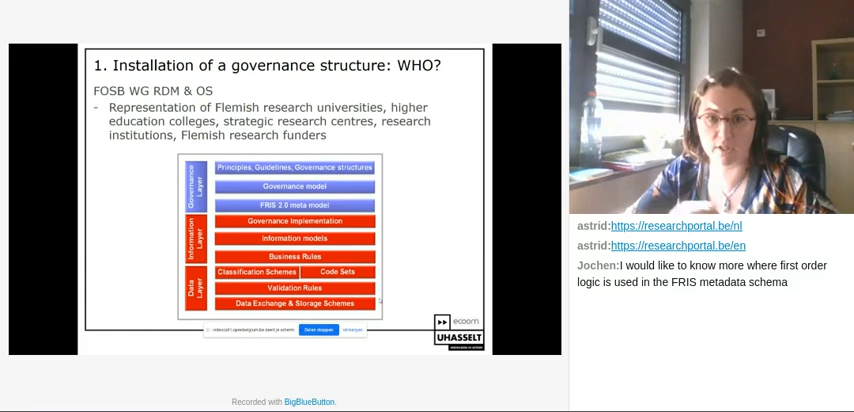 1. Installation of a governance structure: WHO?
FOSB WG RDM & OS
- Representation of Flemish research universities, higher
education colleges, strategic research centres, research
institutions, Flemish research funders
Governance
Layer
Principles, Guidelines, Governance structures
Governance model
FRIS 2.0 meta model
Information
Layer
Governance Implementation
Information models
Business Rules
Data
Layer
Classification Schemes Code Sets
Validation Rules
Data Exchange & Storage Schemes
Delen stoppen Verbergen
ecoom
UHASSELT
astrid:https://researchportal.be/nl
astrid:https://researchportal.be/en
Jochen:I would like to know more where first order
logic is used in the FRIS metadata schema
Recorded with BigBlueButton.